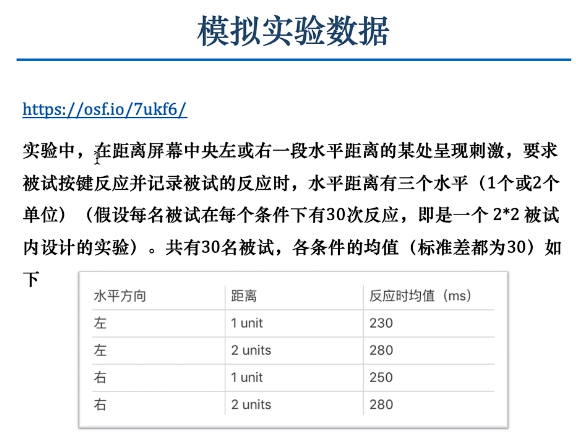 模拟实验数据
https://osf.io/7ukf6/
实验中，在距离屏幕中央左或右一段水平距离的某处呈现刺激，要求
被试按键反应并记录被试的反应时，水平距离有三个水平（1个或2个
单位）（假设每名被试在每个条件下有30次反应，即是一个 2*2 被试
内设计的实验）。共有30名被试，各条件的均值（标准差都为30）如
下
水平方向 距离 反应时均值（ms）
左 1 unit 230
左 2 units 280
右 1 unit 250
右 2 units 280